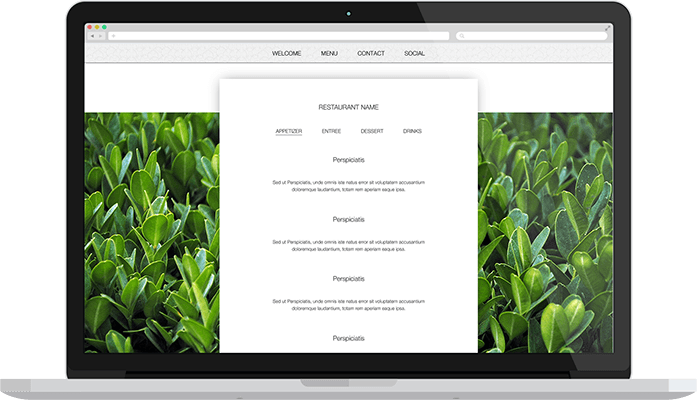 WELCOME MENU CONTACT SOCIAL
RESTAURANT NAME
APPETIZER ENTREE DESSERT DRINKS
Perspiciatis
Sed ut Perspiciatis, unde omnis iste natus error sit voluptatem accusantium
doloremque laudantium, totam rem aperiam eaque ipsa.
Perspiciatis
Sed ut Perspiciatis, unde omnis iste natus error sit voluptatem accusantium
doloremque laudantium, totam rem aperiam eaque ipsa.
Perspiciatis
Sed ut Perspiciatis, unde omnis iste natus error sit voluptatem accusantium
doloremque laudantium, totam rem aperiam eaque ipsa.
Perspiciatis